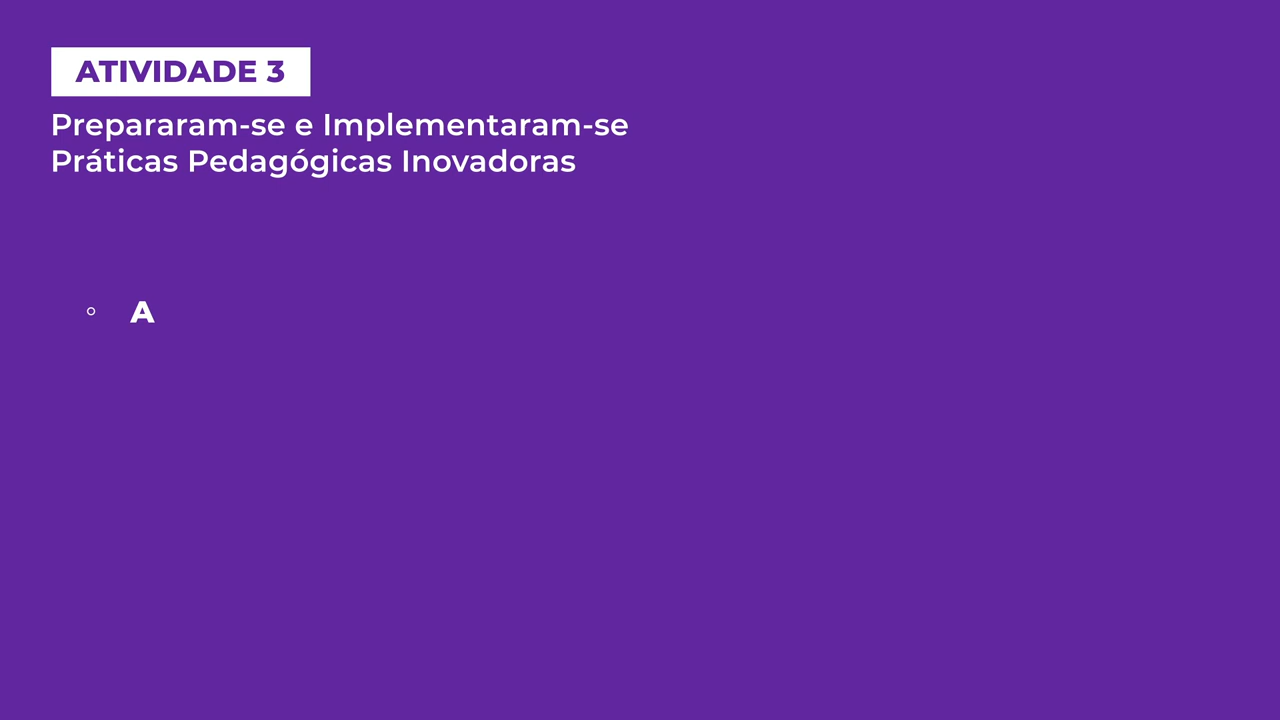 ATIVIDADE 3
Prepararam-se e Implementaram-se
Práticas Pedagógicas Inovadoras
◦ A